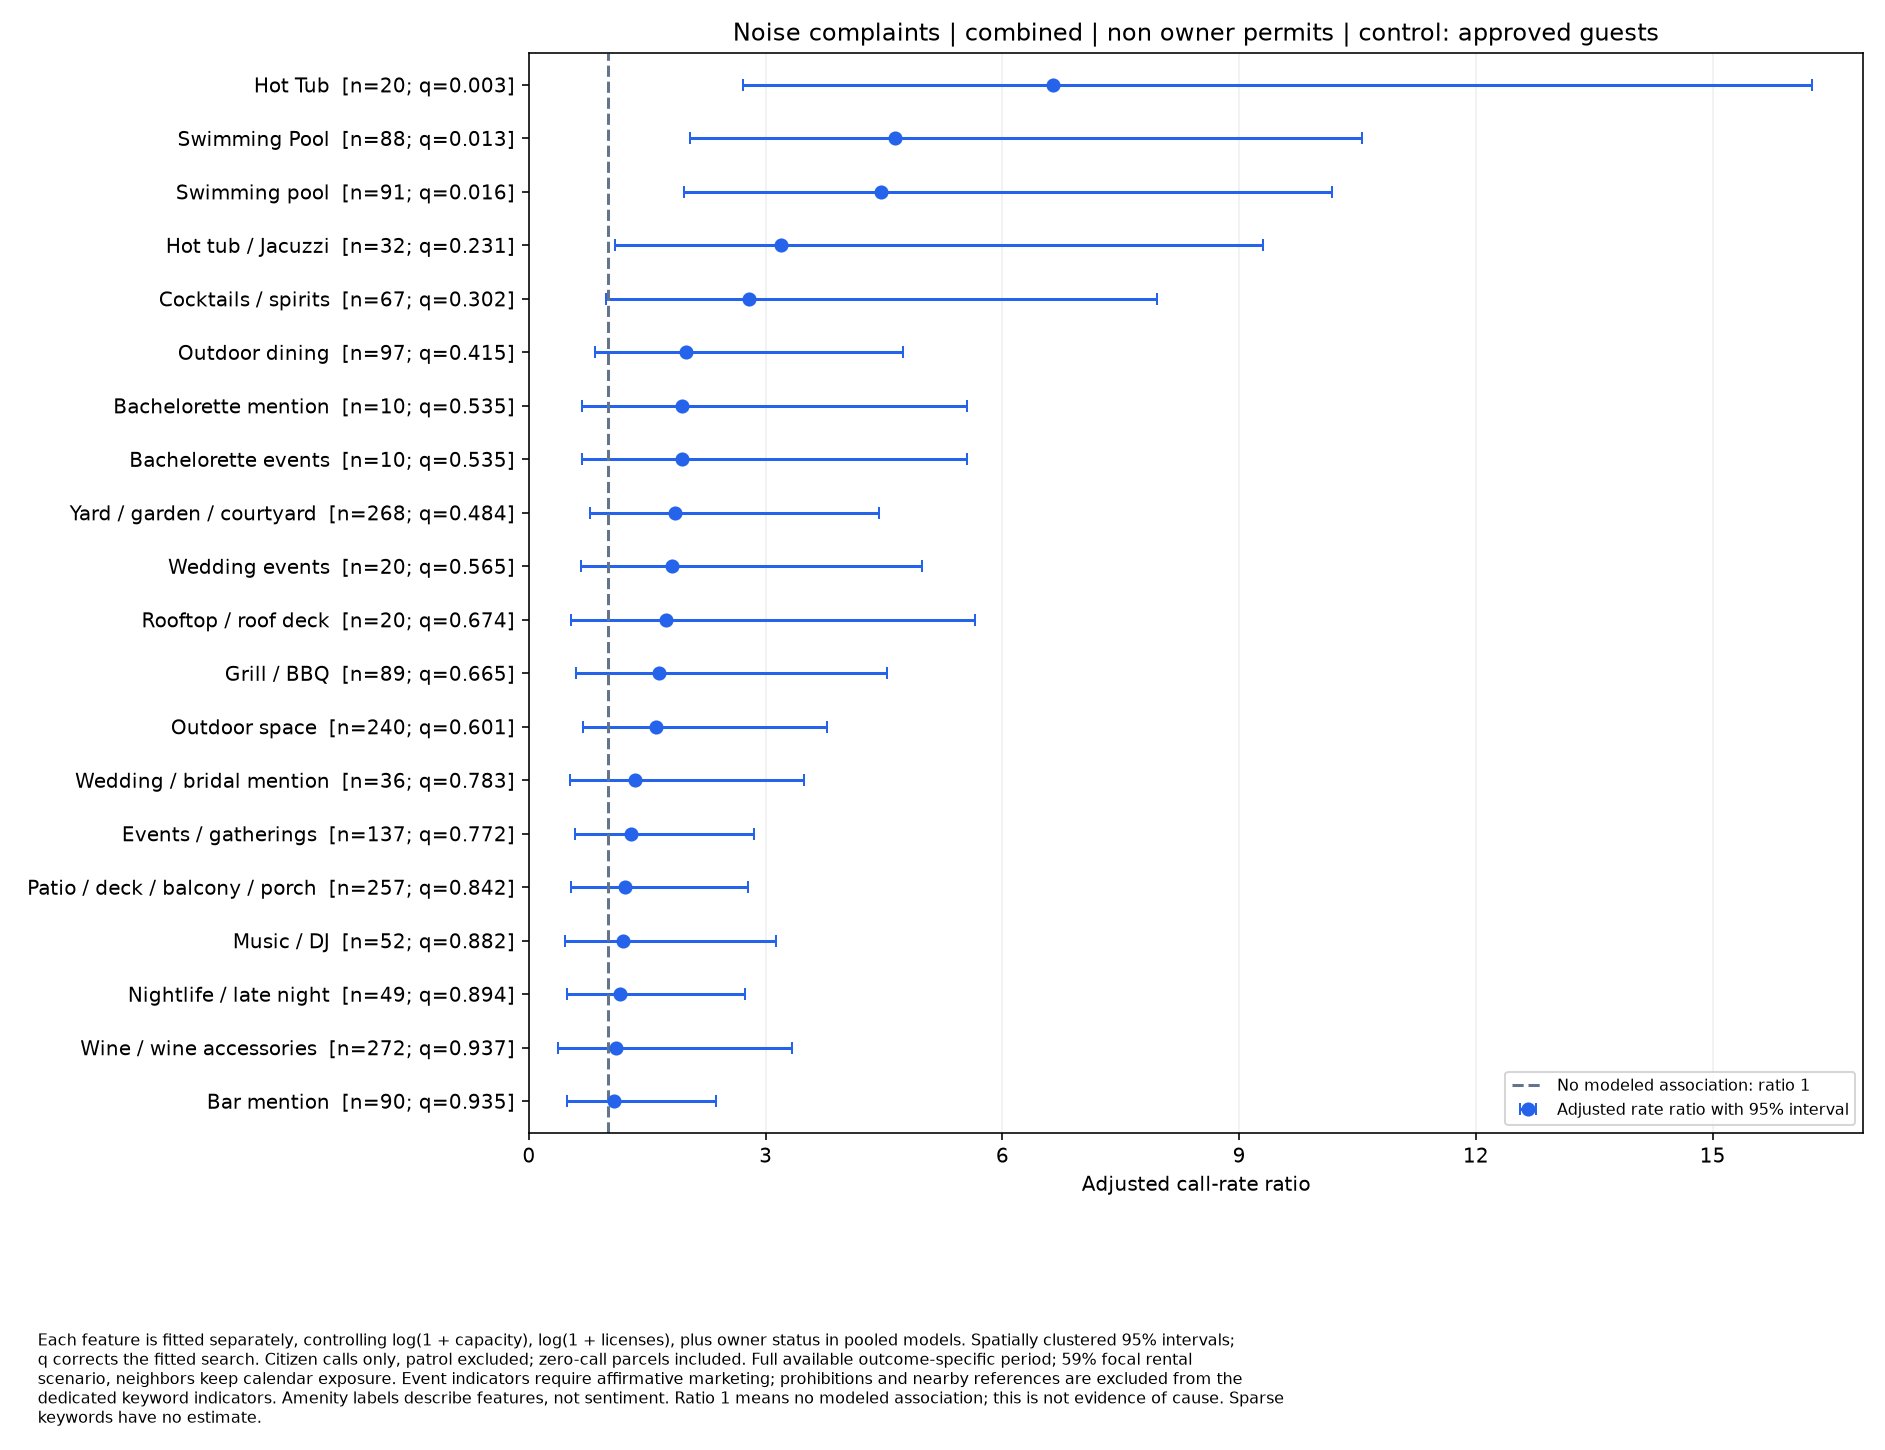 Noise complaints | combined | non owner permits | control: approved guests
Hot Tub [n=20; q=0.003]
Swimming Pool [n=88; q=0.013]
Swimming pool [n=91; q=0.016]
Hot tub / Jacuzzi [n=32; q=0.231]
Cocktails / spirits [n=67; q=0.302]
Outdoor dining [n=97; q=0.415]
Bachelorette mention [n=10; q=0.535]
Bachelorette events [n=10; q=0.535]
Yard / garden / courtyard [n=268; q=0.484]
Wedding events [n=20; q=0.565]
Rooftop / roof deck [n=20; q=0.674]
Grill / BBQ [n=89; q=0.665]
Outdoor space [n=240; q=0.601]
Wedding / bridal mention [n=36; q=0.783]
Events / gatherings [n=137; q=0.772]
Patio / deck / balcony / porch [n=257; q=0.842]
Music / DJ [n=52; q=0.882]
Nightlife / late night [n=49; q=0.894]
Wine / wine accessories [n=272; q=0.937]
Bar mention [n=90; q=0.935]
No modeled association: ratio 1
Adjusted rate ratio with 95% interval
0 3 6 9 12 15
Adjusted call-rate ratio
Each feature is fitted separately, controlling log(1 + capacity), log(1 + licenses), plus owner status in pooled models. Spatially clustered 95% intervals;
q corrects the fitted search. Citizen calls only, patrol excluded; zero-call parcels included. Full available outcome-specific period; 59% focal rental
scenario, neighbors keep calendar exposure. Event indicators require affirmative marketing; prohibitions and nearby references are excluded from the
dedicated keyword indicators. Amenity labels describe features, not sentiment. Ratio 1 means no modeled association; this is not evidence of cause. Sparse
keywords have no estimate.